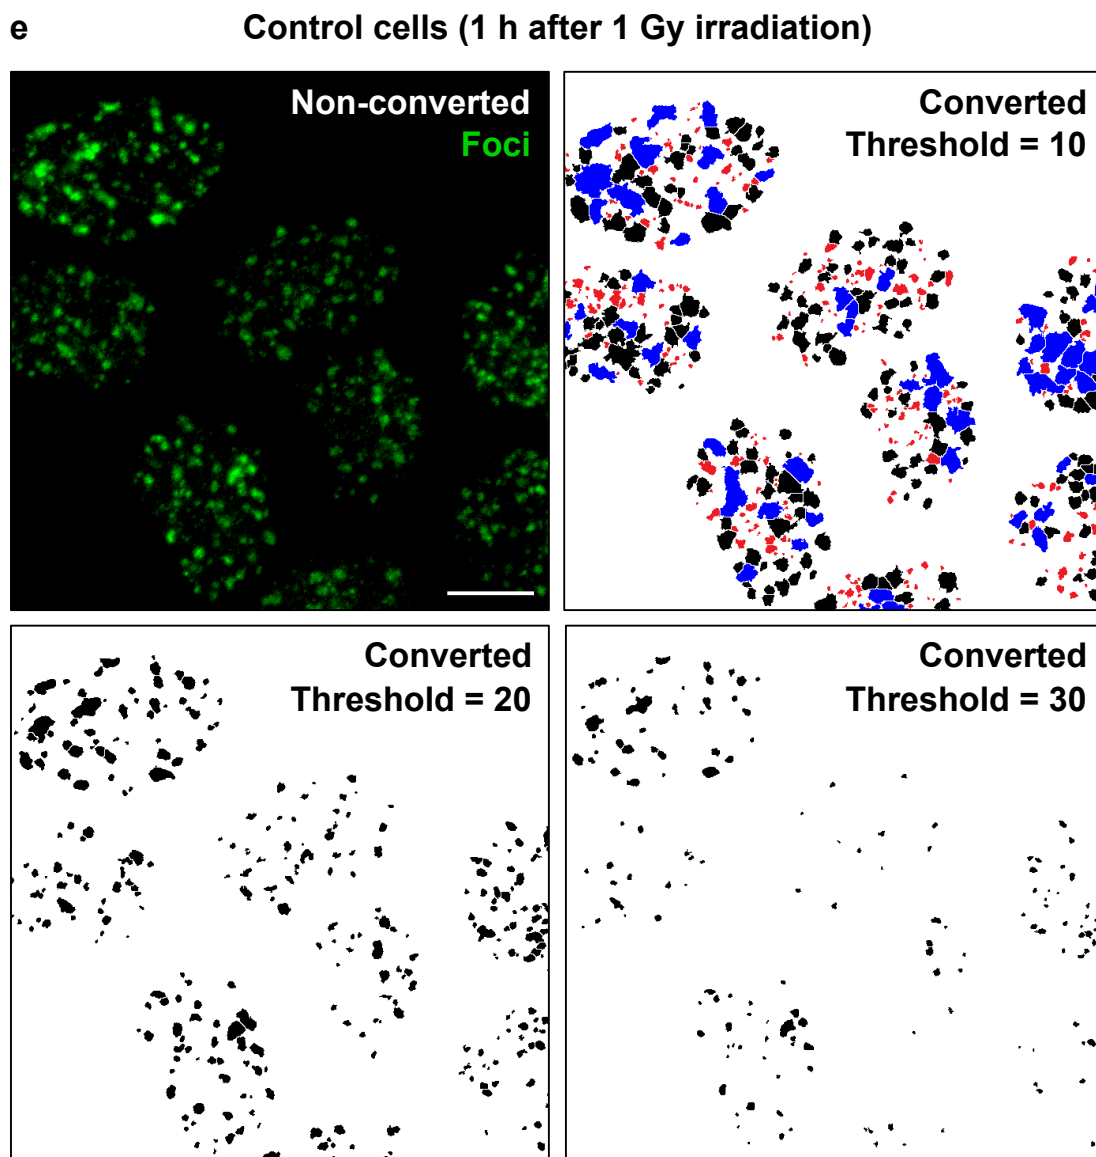 e
Control cells (1 h after 1 Gy irradiation)
Non-converted
Foci
Converted
Threshold = 10
Converted
Threshold = 20
Converted
Threshold = 30